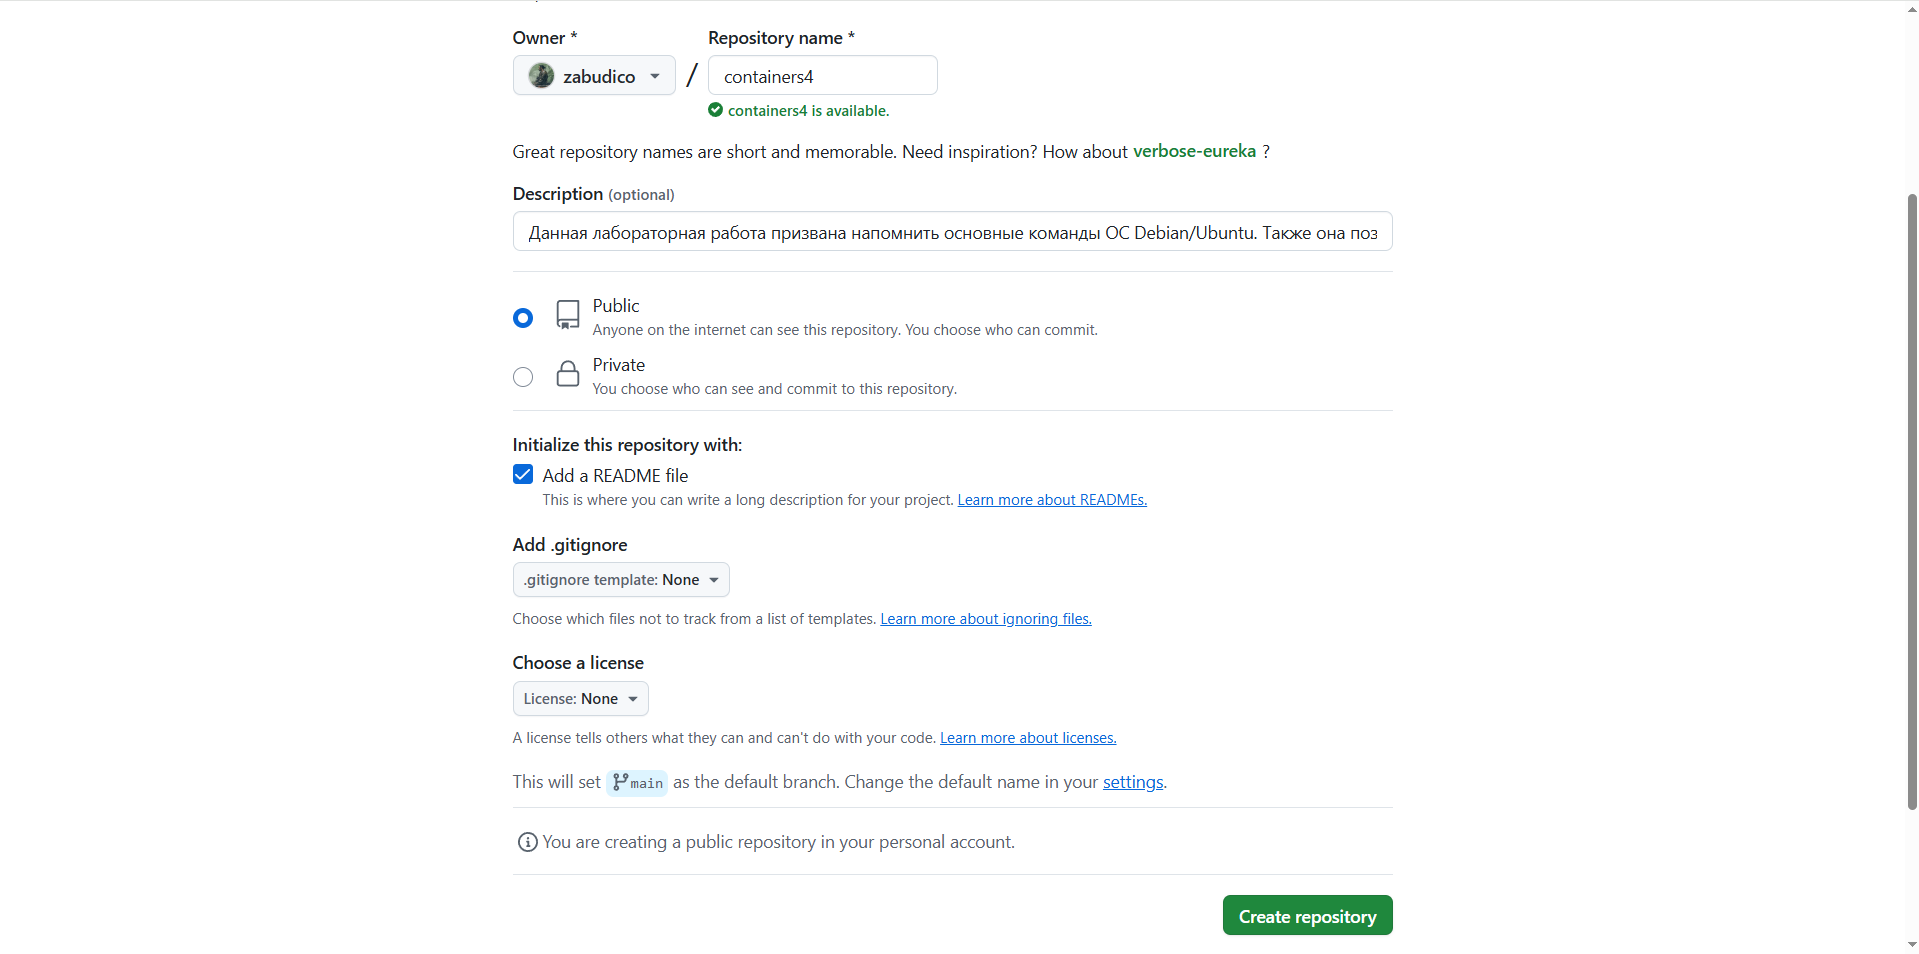 Owner *
Repository name *
zabudico
/
containers4
containers4 is available.
Great repository names are short and memorable. Need inspiration? How about verbose-eureka ?
Description (optional)
Данная лабораторная работа призвана напомнить основные команды ОС Debian/Ubuntu. Также она поз
Public
Anyone on the internet can see this repository. You choose who can commit.
Private
You choose who can see and commit to this repository.
Initialize this repository with:
Add a README file
This is where you can write a long description for your project. Learn more about READMEs.
Add .gitignore
.gitignore template: None
Choose which files not to track from a list of templates. Learn more about ignoring files.
Choose a license
License: None
A license tells others what they can and can't do with your code. Learn more about licenses.
This will set main as the default branch. Change the default name in your settings.
You are creating a public repository in your personal account.
Create repository